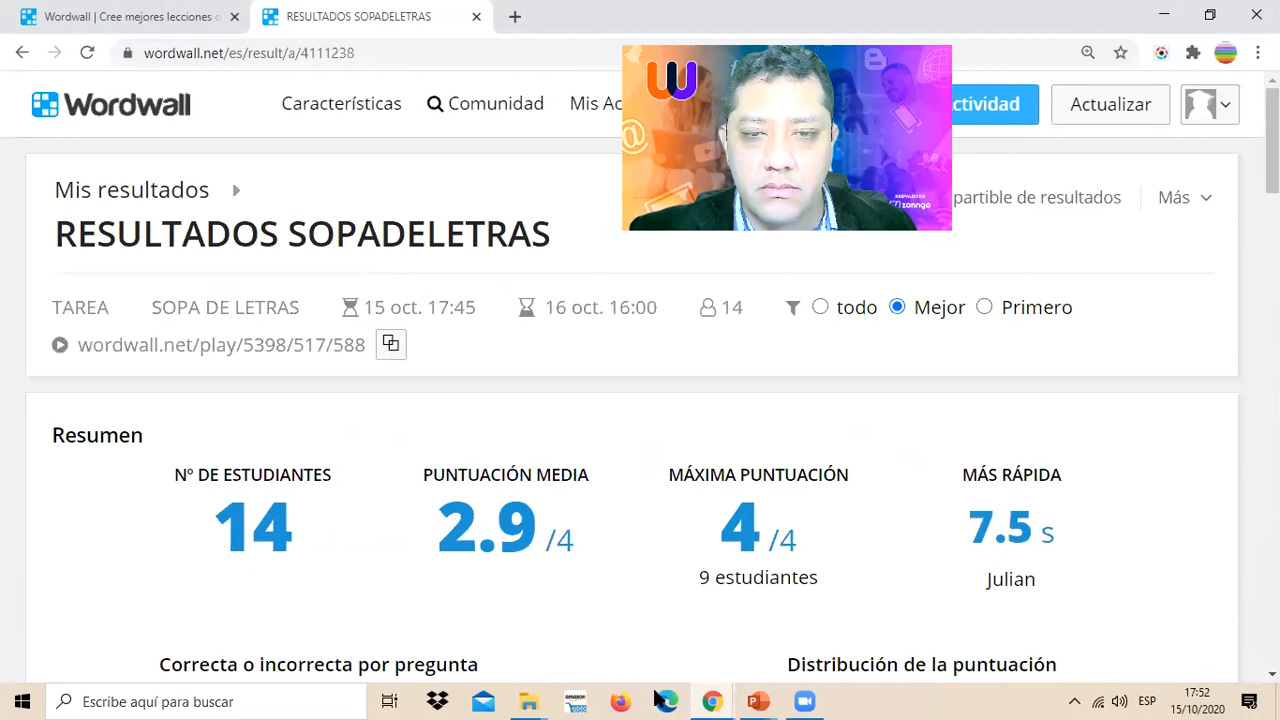 Wordwall | Cree mejores lecciones
RESULTADOS SOPADELETRAS
wordwall.net/es/result/a/4111238
Wordwall
Características
Comunidad
Mis Ac
ctividad
Actualizar
RESPALDO DE
zonngo
Mis resultados
partible de resultados
Más
RESULTADOS SOPADELETRAS
TAREA SOPA DE LETRAS 15 oct. 17:45 16 oct. 16:00 14 todo Mejor Primero
wordwall.net/play/5398/517/588
Resumen
Nº DE ESTUDIANTES PUNTUACIÓN MEDIA MÁXIMA PUNTUACIÓN MÁS RÁPIDA
14 2.9 /4 4 /4 7.5 s
9 estudiantes Julian
Correcta o incorrecta por pregunta Distribución de la puntuación
Escribe aquí para buscar
amazon
ESP
17:52
15/10/2020